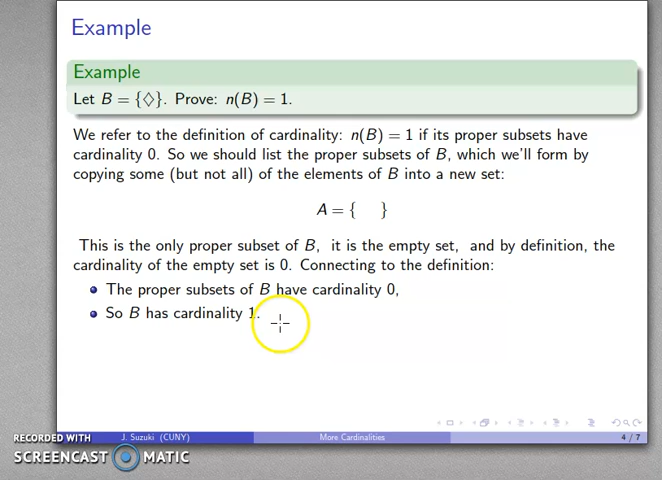 Example
Example
Let B = {◇}. Prove: n(B) = 1.
We refer to the definition of cardinality: n(B) = 1 if its proper subsets have
cardinality 0. So we should list the proper subsets of B, which we'll form by
copying some (but not all) of the elements of B into a new set:
A = { }
This is the only proper subset of B, it is the empty set, and by definition, the
cardinality of the empty set is 0. Connecting to the definition:
The proper subsets of B have cardinality 0,
So B has cardinality 1.
RECORDED WITH
SCREENCAST MATIC
J. Suzuki (CUNY)
More Cardinalities
4 / 7